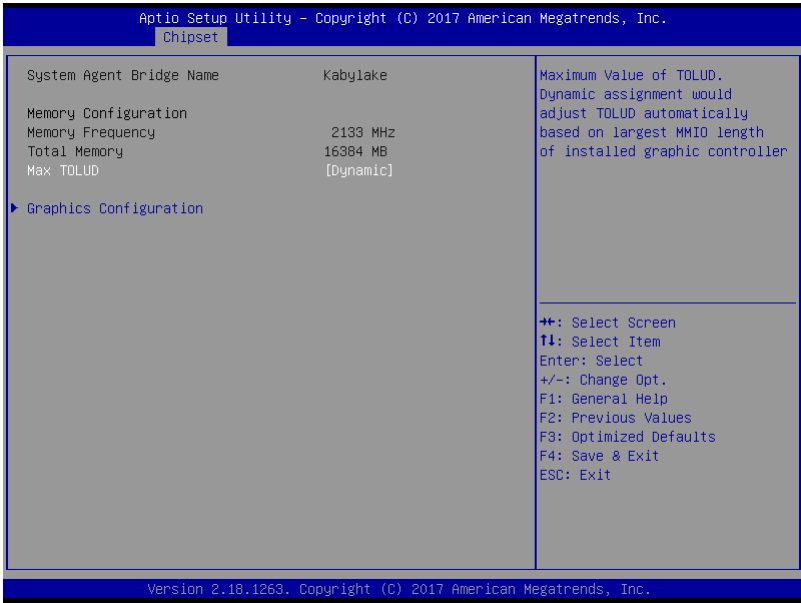 Aptio Setup Utility – Copyright (C) 2017 American Megatrends, Inc.
Chipset
System Agent Bridge Name Kabylake
Memory Configuration
Memory Frequency 2133 MHz
Total Memory 16384 MB
Max TOLUD [Dynamic]
Graphics Configuration
Maximum Value of TOLUD.
Dynamic assignment would
adjust TOLUD automatically
based on largest MMIO length
of installed graphic controller
→←: Select Screen
↑↓: Select Item
Enter: Select
+/-: Change Opt.
F1: General Help
F2: Previous Values
F3: Optimized Defaults
F4: Save & Exit
ESC: Exit
Version 2.18.1263. Copyright (C) 2017 American Megatrends, Inc.